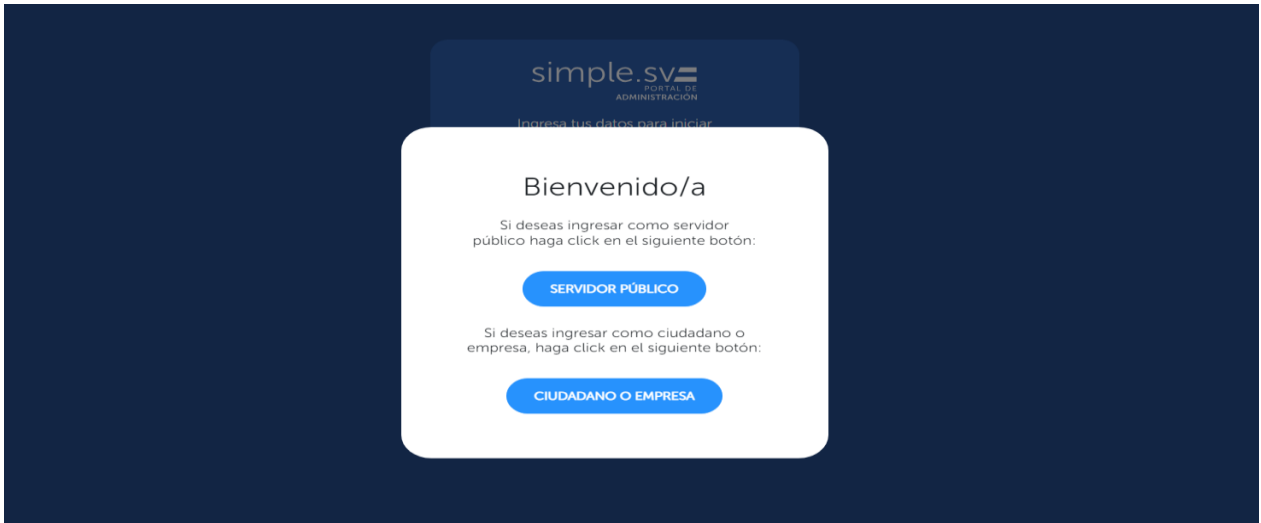 simple.sv
PORTAL DE
ADMINISTRACIÓN
Ingresa tus datos para iniciar
Bienvenido/a
Si deseas ingresar como servidor
público haga click en el siguiente botón:
SERVIDOR PÚBLICO
Si deseas ingresar como ciudadano o
empresa, haga click en el siguiente botón:
CIUDADANO O EMPRESA